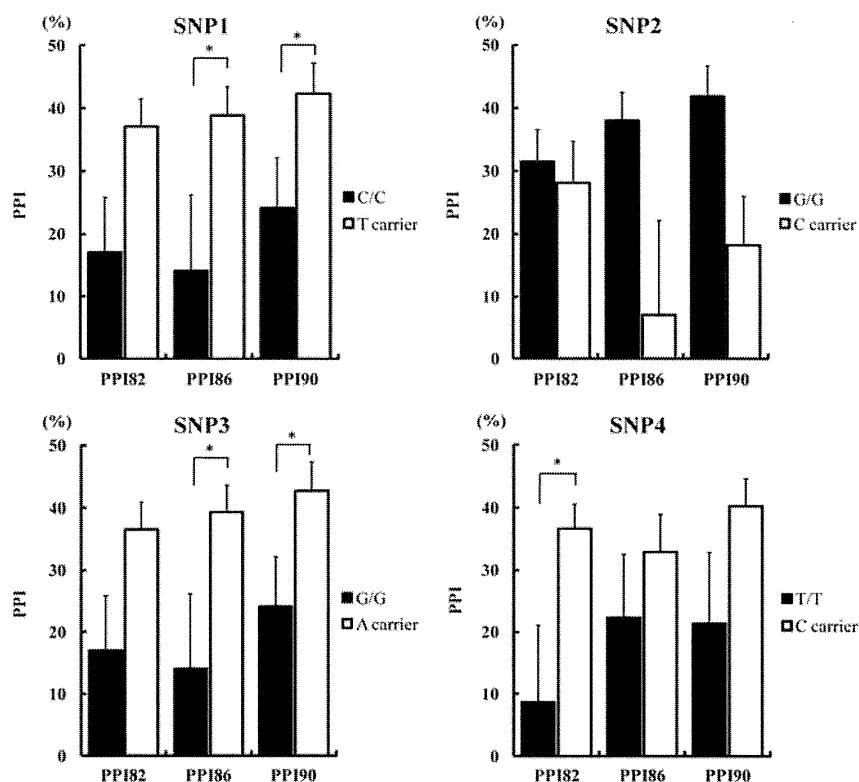 (%)
SNP1
50
*
*
40
30
20
10
0
PPI
C/C
T carrier
PPI82 PPI86 PPI90
(%)
SNP2
50
40
30
20
10
0
PPI
G/G
C carrier
PPI82 PPI86 PPI90
(%)
SNP3
50
*
*
40
30
20
10
0
PPI
G/G
A carrier
PPI82 PPI86 PPI90
(%)
SNP4
50
*
40
30
20
10
0
PPI
T/T
C carrier
PPI82 PPI86 PPI90